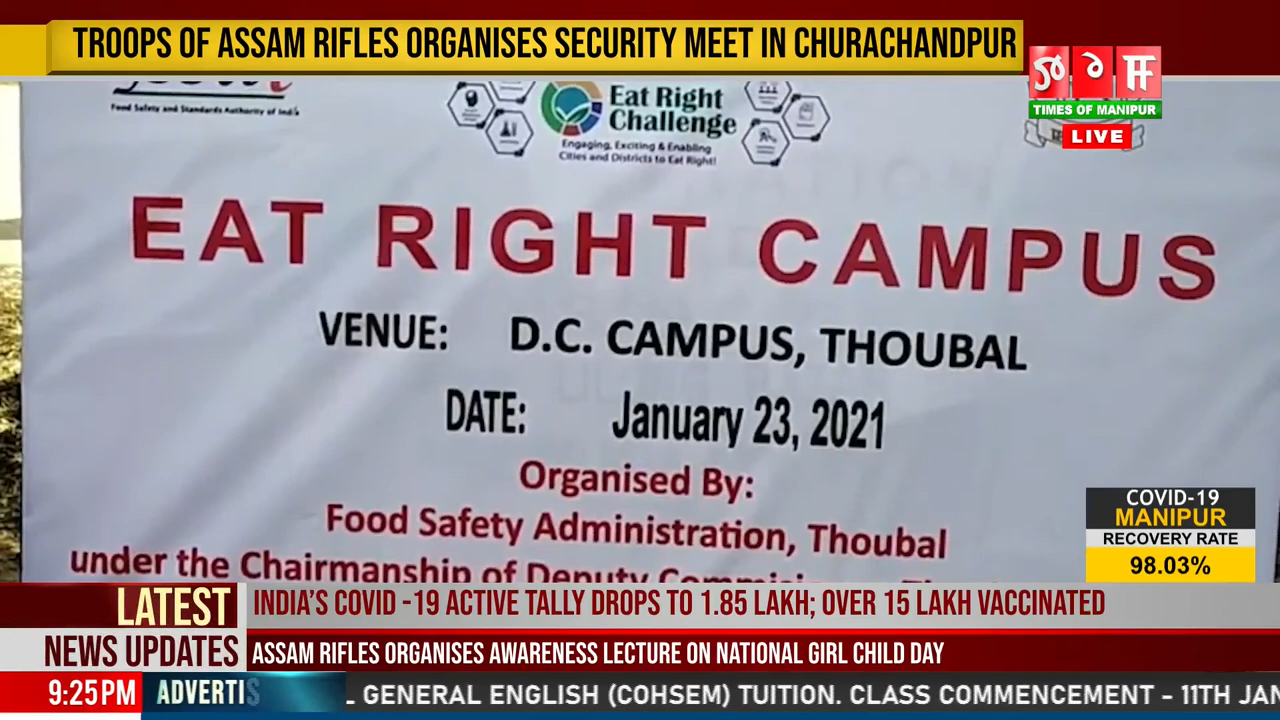 TROOPS OF ASSAM RIFLES ORGANISES SECURITY MEET IN CHURACHANDPUR
TIMES OF MANIPUR
LIVE
Food Safety and Standards Authority of India
Eat Right
Challenge
Engaging, Exciting & Enabling
Cities and Districts to Eat Right!
EAT RIGHT CAMPUS
VENUE: D.C. CAMPUS, THOUBAL
DATE: January 23, 2021
Organised By:
Food Safety Administration, Thoubal
under the Chairmanship of Deputy
COVID-19
MANIPUR
RECOVERY RATE
98.03%
LATEST
NEWS UPDATES
INDIA'S COVID -19 ACTIVE TALLY DROPS TO 1.85 LAKH; OVER 15 LAKH VACCINATED
ASSAM RIFLES ORGANISES AWARENESS LECTURE ON NATIONAL GIRL CHILD DAY
9:25PM
ADVERTIS
GENERAL ENGLISH (COHSEM) TUITION. CLASS COMMENCEMENT - 11TH JAN